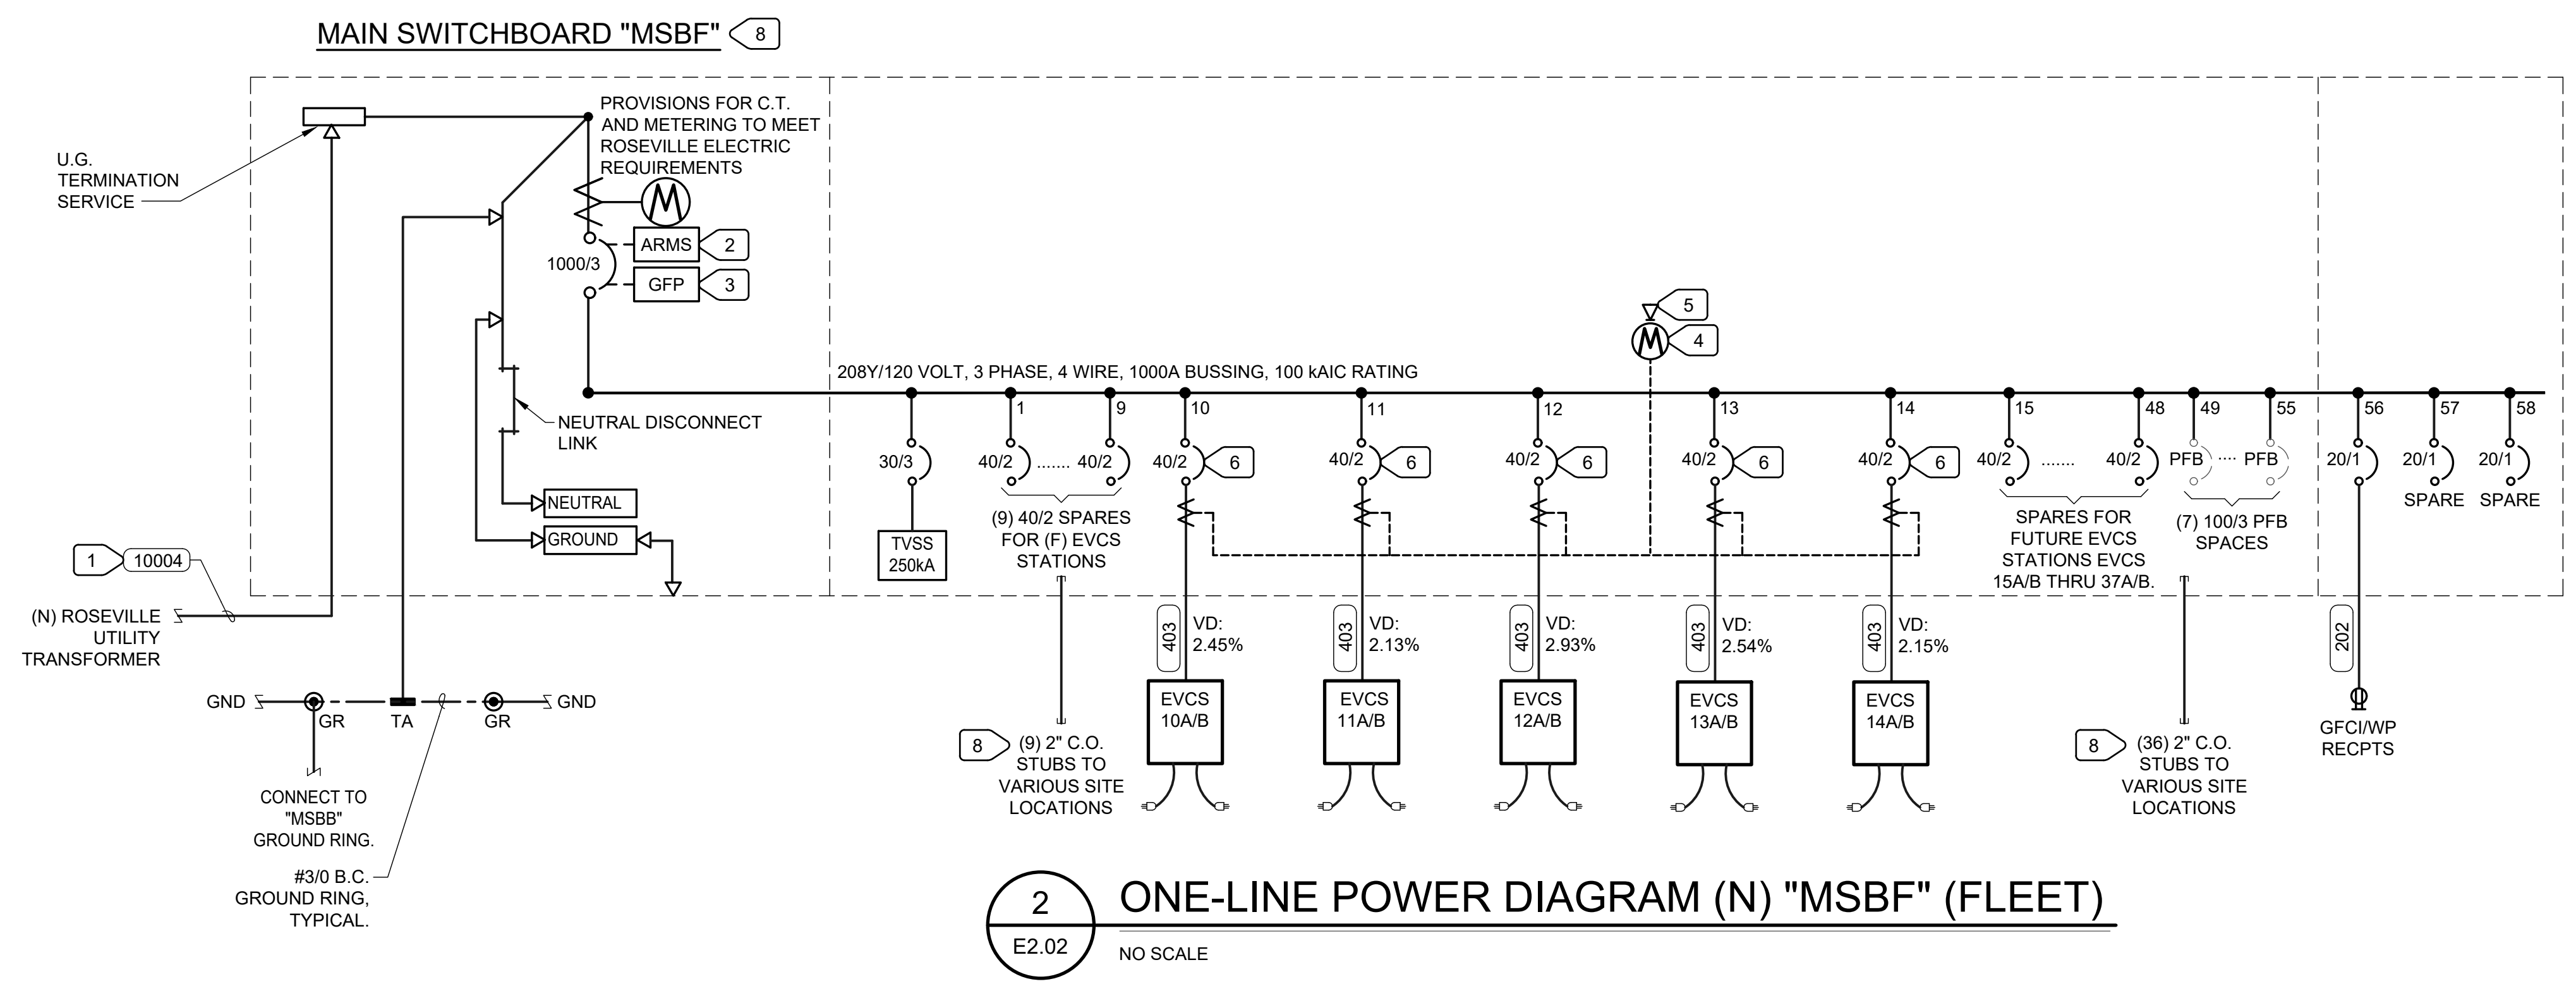 MAIN SWITCHBOARD "MSBF"
8
U.G.
TERMINATION
SERVICE
PROVISIONS FOR C.T.
AND METERING TO MEET
ROSEVILLE ELECTRIC
REQUIREMENTS
M
ARMS
2
1000/3
GFP
3
NEUTRAL DISCONNECT
LINK
NEUTRAL
GROUND
1
10004
(N) ROSEVILLE
UTILITY
TRANSFORMER
GND
GR
TA
GR
GND
CONNECT TO
"MSBB"
GROUND RING.
#3/0 B.C.
GROUND RING,
TYPICAL.
208Y/120 VOLT, 3 PHASE, 4 WIRE, 1000A BUSSING, 100 kAIC RATING
5
M
4
30/3
TVSS
250kA
1
9
40/2
.......
40/2
(9) 40/2 SPARES
FOR (F) EVCS
STATIONS
8
(9) 2" C.O.
STUBS TO
VARIOUS SITE
LOCATIONS
10
40/2
6
403
VD:
2.45%
EVCS
10A/B
11
40/2
6
403
VD:
2.13%
EVCS
11A/B
12
40/2
6
403
VD:
2.93%
EVCS
12A/B
13
40/2
6
403
VD:
2.54%
EVCS
13A/B
14
40/2
6
403
VD:
2.15%
EVCS
14A/B
15
48
40/2
.......
40/2
SPARES FOR
FUTURE EVCS
STATIONS EVCS
15A/B THRU 37A/B.
49
55
PFB
....
PFB
(7) 100/3 PFB
SPACES
8
(36) 2" C.O.
STUBS TO
VARIOUS SITE
LOCATIONS
56
20/1
202
GFCI/WP
RECPTS
57
20/1
SPARE
58
20/1
SPARE
2
E2.02
ONE-LINE POWER DIAGRAM (N) "MSBF" (FLEET)
NO SCALE